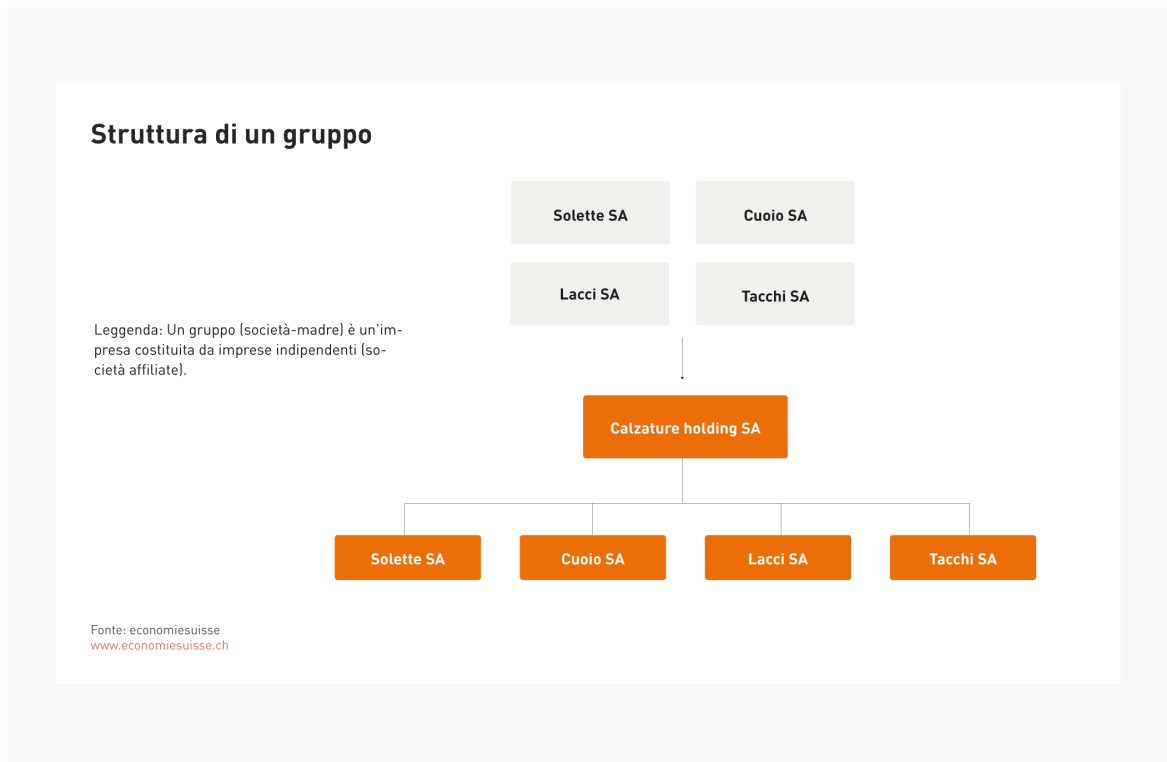 Struttura di un gruppo
Solette SA
Cuoio SA
Lacci SA
Tacchi SA
Leggenda: Un gruppo (società-madre) è un'im-
presa costituita da imprese indipendenti (so-
cietà affiliate).
Calzature holding SA
Solette SA
Cuoio SA
Lacci SA
Tacchi SA
Fonte: economiesuisse
www.economiesuisse.ch